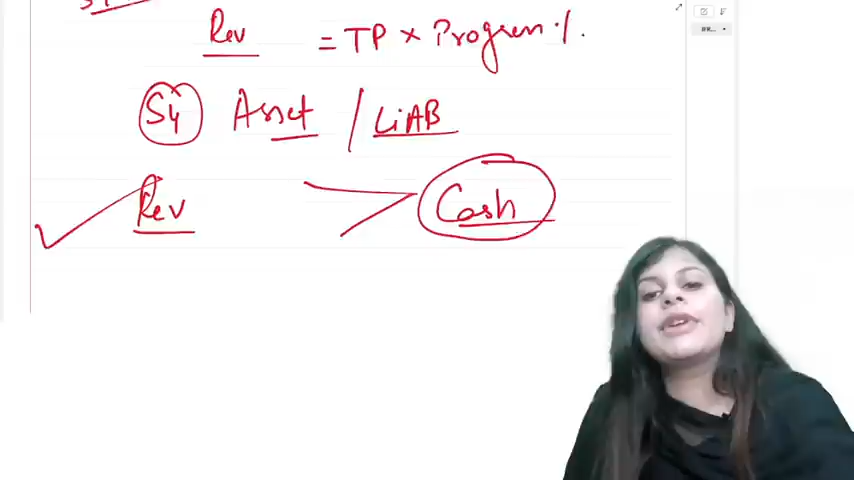 Rev = TP × Progress %.
S4 Asset / LiAB
Rev > Cash